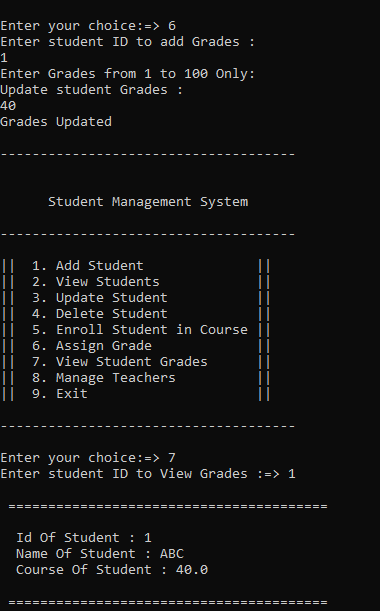 Enter your choice:=> 6
Enter student ID to add Grades :
1
Enter Grades from 1 to 100 Only:
Update student Grades :
40
Grades Updated
-------------------------------------
Student Management System
-------------------------------------
||  1. Add Student              ||
||  2. View Students            ||
||  3. Update Student           ||
||  4. Delete Student           ||
||  5. Enroll Student in Course ||
||  6. Assign Grade             ||
||  7. View Student Grades      ||
||  8. Manage Teachers          ||
||  9. Exit                     ||
-------------------------------------
Enter your choice:=> 7
Enter student ID to View Grades :=> 1
========================================
Id Of Student : 1
Name Of Student : ABC
Course Of Student : 40.0
========================================